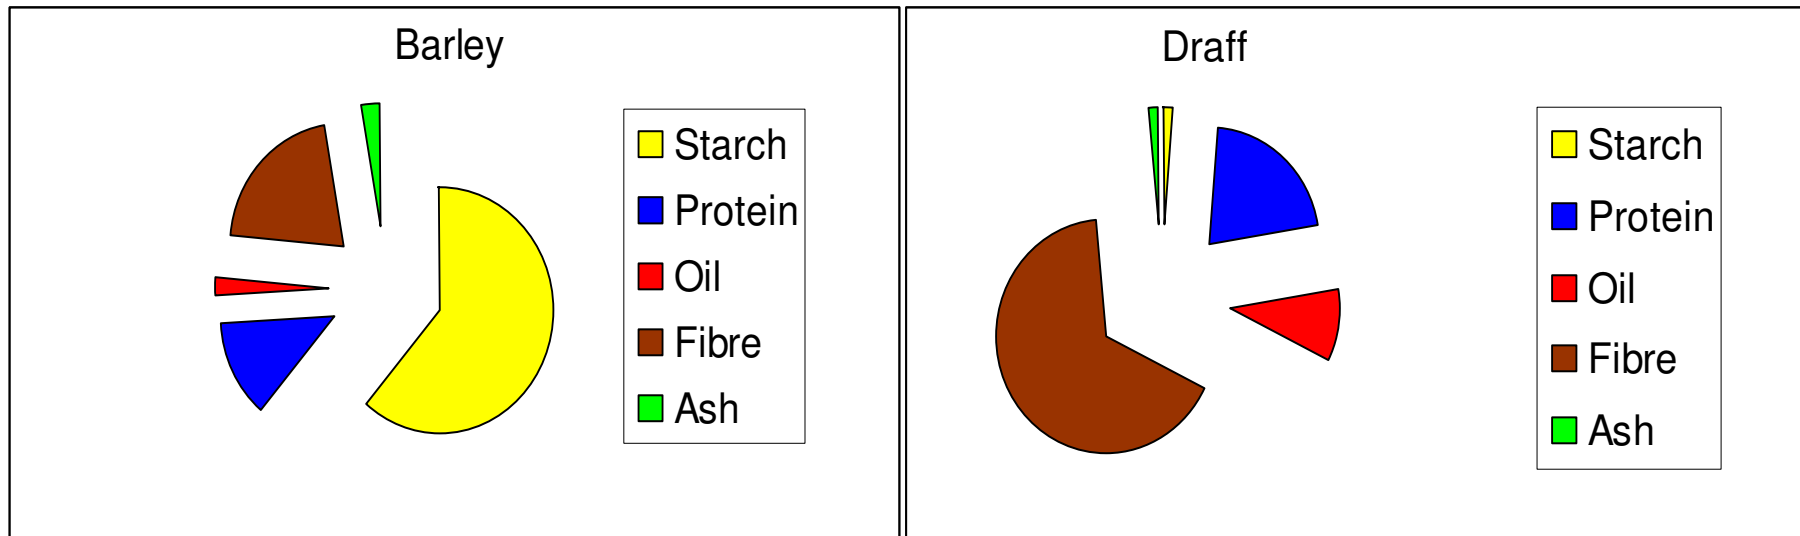 Barley
Starch
Protein
Oil
Fibre
Ash
Draff
Starch
Protein
Oil
Fibre
Ash